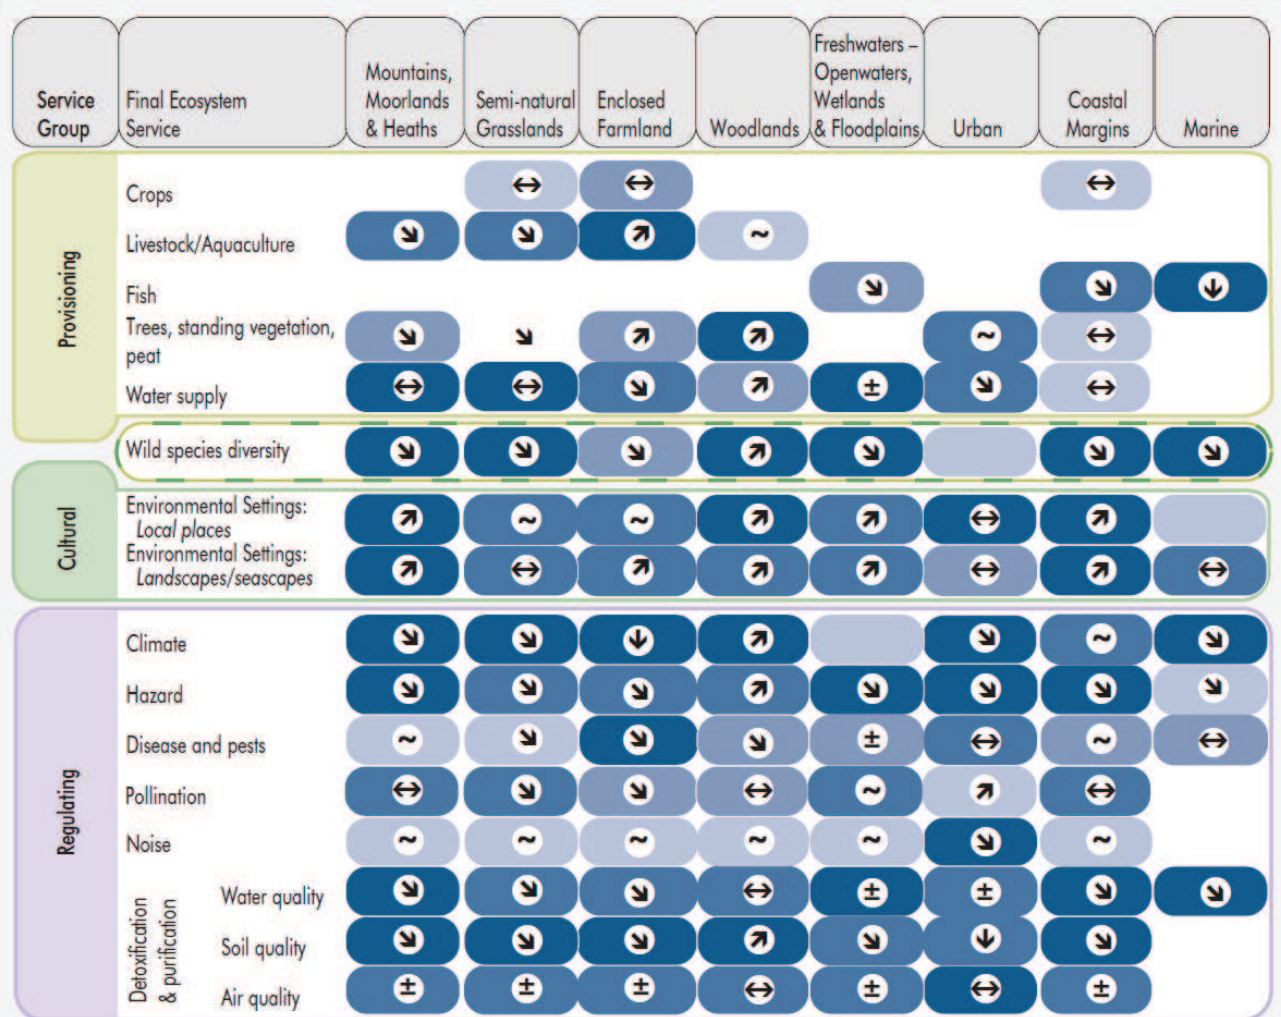 Service
Group
Final Ecosystem
Service
Mountains,
Moorlands
& Heaths
Semi-natural
Grasslands
Enclosed
Farmland
Woodlands
Freshwaters –
Openwaters,
Wetlands
& Floodplains
Urban
Coastal
Margins
Marine
Provisioning
Crops ↔ ↔ ↔
Livestock/Aquaculture ↘ ↘ ↗ ~
Fish ↘ ↘ ↓
Trees, standing vegetation,
peat ↘ ↘ ↗ ↗ ~ ↔
Water supply ↔ ↔ ↘ ↗ ± ↘ ↔
Wild species diversity ↘ ↘ ↘ ↗ ↘ ↘ ↘
Cultural
Environmental Settings:
Local places ↗ ~ ~ ↗ ↗ ↔ ↗
Environmental Settings:
Landscapes/seascapes ↗ ↔ ↗ ↗ ↗ ↔ ↗ ↔
Regulating
Climate ↘ ↘ ↓ ↗ ↘ ~ ↘
Hazard ↘ ↘ ↘ ↗ ↘ ↘ ↘ ↘
Disease and pests ~ ↘ ↘ ↘ ± ↔ ~ ↔
Pollination ↔ ↘ ↘ ↔ ~ ↗ ↔
Noise ~ ~ ~ ~ ~ ↘ ~
Detoxification
& purification
Water quality ↘ ↘ ↘ ↔ ± ± ↘ ↘
Soil quality ↘ ↘ ↘ ↗ ↘ ↓ ↘
Air quality ± ± ± ↔ ± ↔ ±